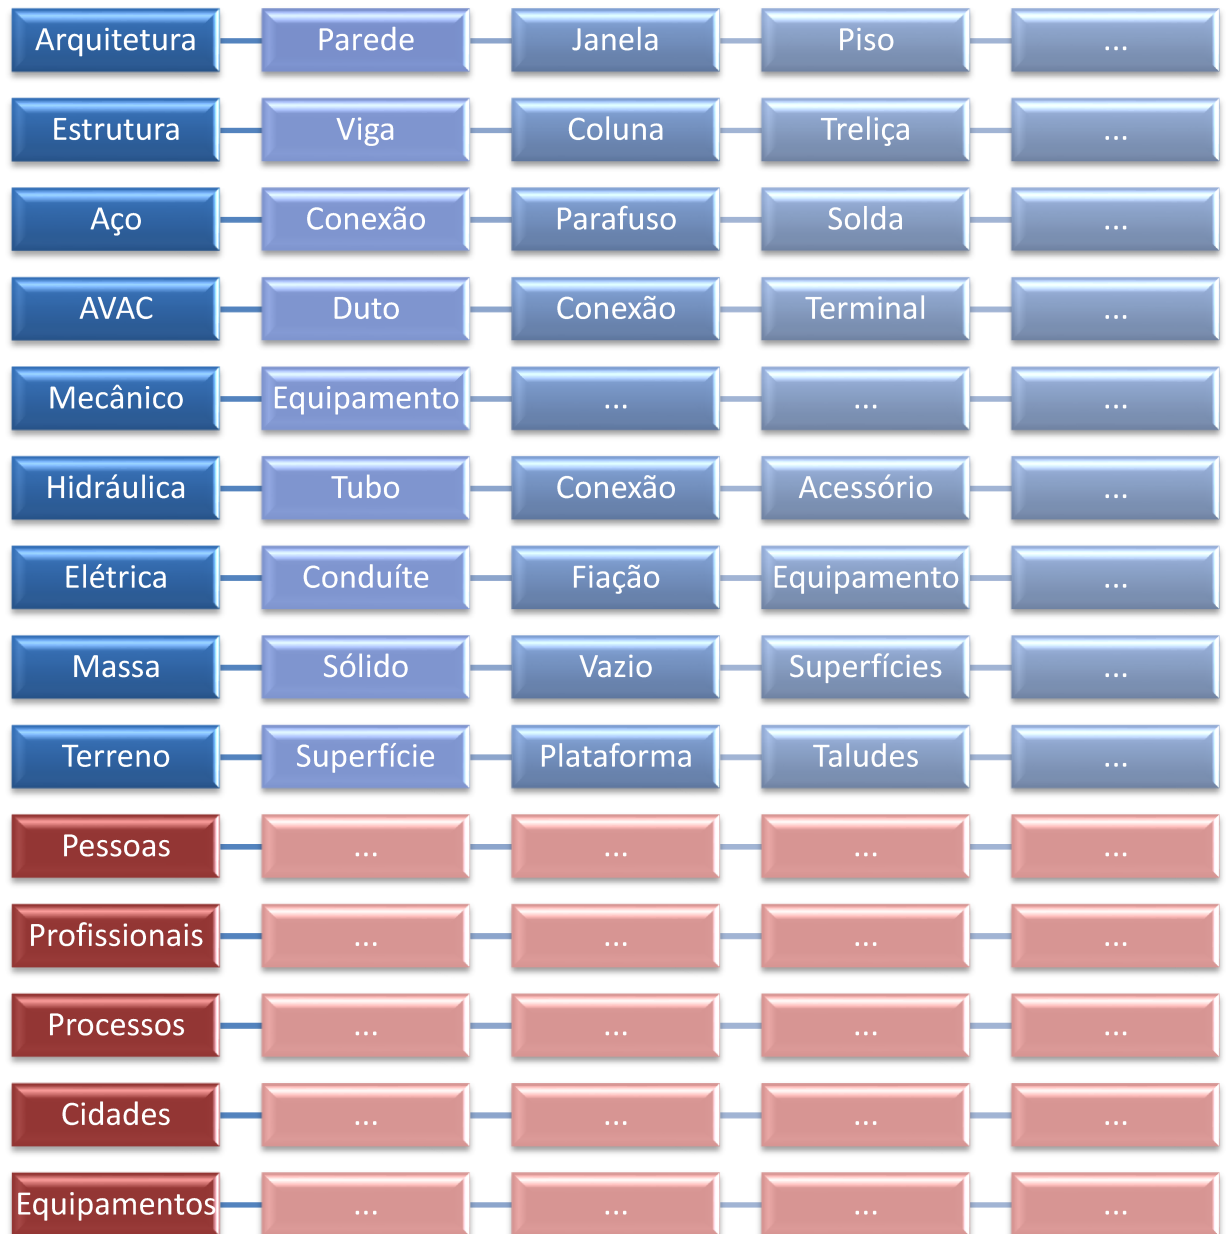 Arquitetura Parede Janela Piso ...
Estrutura Viga Coluna Treliça ...
Aço Conexão Parafuso Solda ...
AVAC Duto Conexão Terminal ...
Mecânico Equipamento ... ... ...
Hidráulica Tubo Conexão Acessório ...
Elétrica Conduíte Fiação Equipamento ...
Massa Sólido Vazio Superfícies ...
Terreno Superfície Plataforma Taludes ...
Pessoas ... ... ... ...
Profissionais ... ... ... ...
Processos ... ... ... ...
Cidades ... ... ... ...
Equipamentos ... ... ... ...